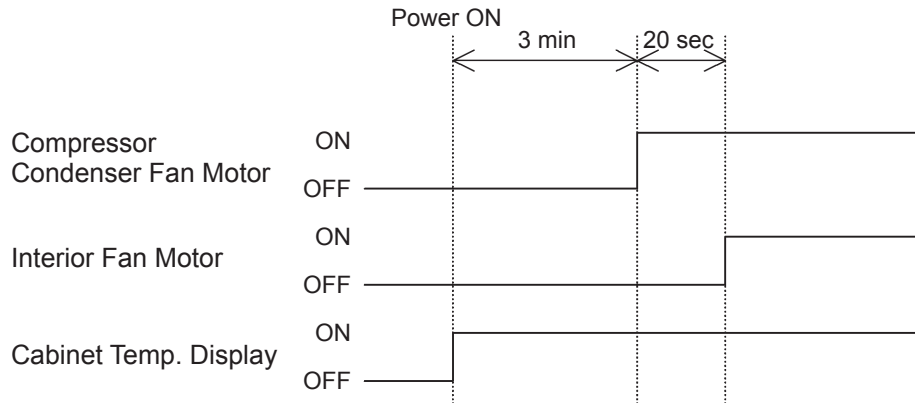 Power ON
3 min 20 sec
Compressor
Condenser Fan Motor
ON
OFF
Interior Fan Motor
ON
OFF
Cabinet Temp. Display
ON
OFF